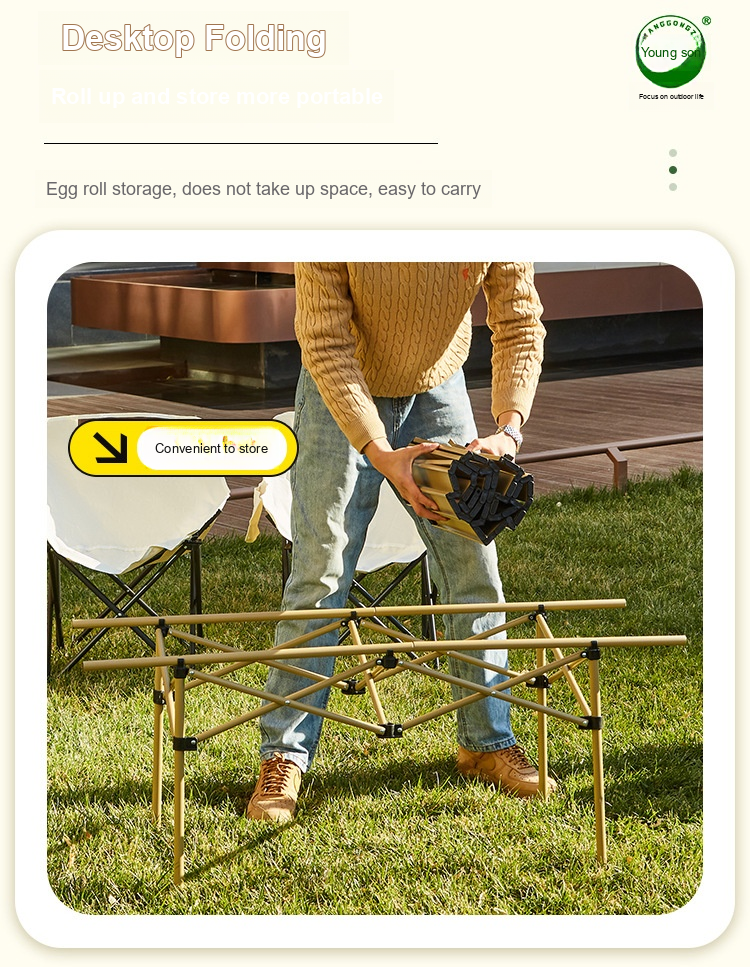 Desktop Folding
Roll up and store more portable
Egg roll storage, does not take up space, easy to carry
ANGGONGZ
®
Young son
Focus on outdoor life
Convenient to store